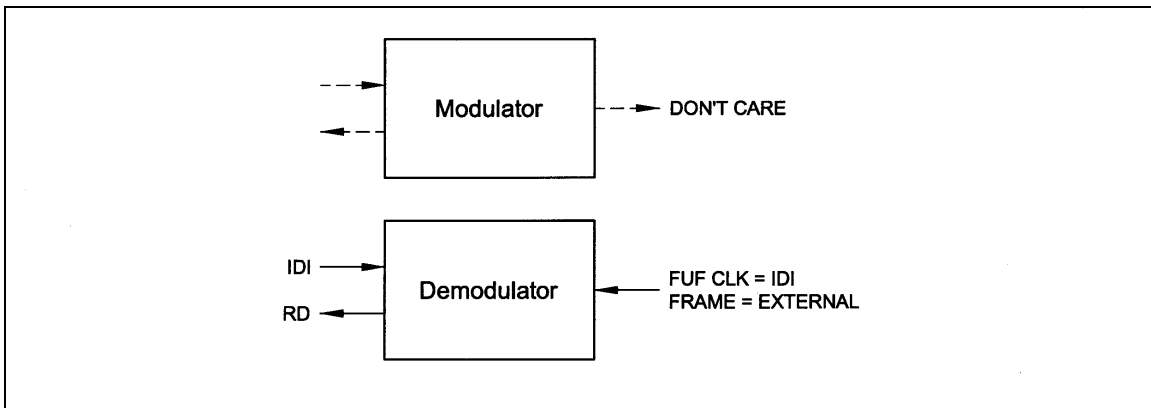 Modulator
DON'T CARE
IDI
RD
Demodulator
FUF CLK = IDI
FRAME = EXTERNAL